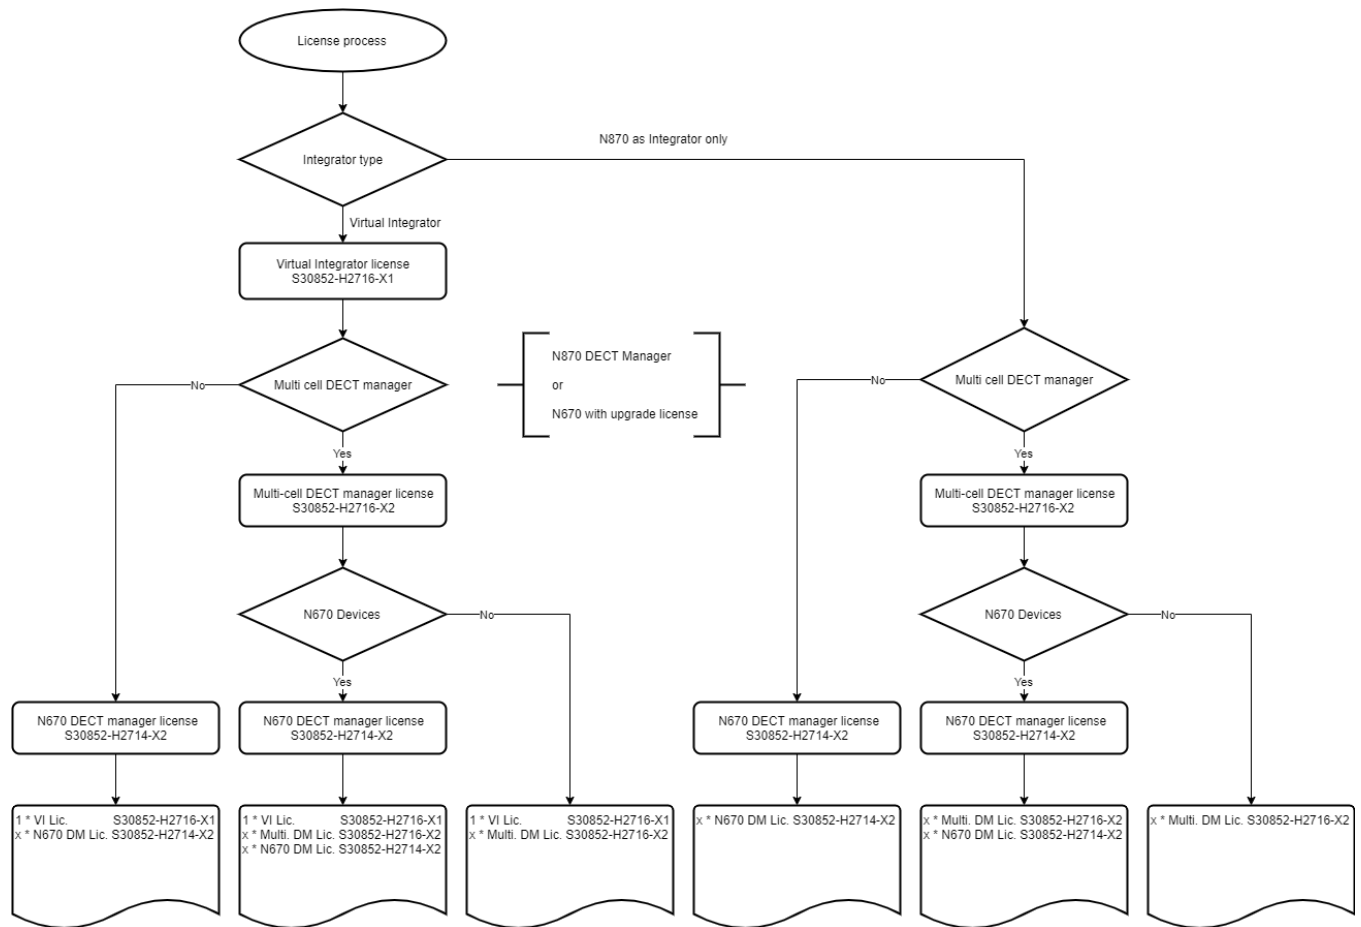 License process
Integrator type
N870 as Integrator only
Virtual Integrator
Virtual Integrator license
S30852-H2716-X1
Multi cell DECT manager
No
Yes
N870 DECT Manager
or
N670 with upgrade license
Multi cell DECT manager
No
Yes
Multi-cell DECT manager license
S30852-H2716-X2
Multi-cell DECT manager license
S30852-H2716-X2
N670 Devices
No
Yes
N670 Devices
No
Yes
N670 DECT manager license
S30852-H2714-X2
N670 DECT manager license
S30852-H2714-X2
N670 DECT manager license
S30852-H2714-X2
N670 DECT manager license
S30852-H2714-X2
1 * VI Lic. S30852-H2716-X1
x * N670 DM Lic. S30852-H2714-X2
1 * VI Lic. S30852-H2716-X1
x * Multi. DM Lic. S30852-H2716-X2
x * N670 DM Lic. S30852-H2714-X2
1 * VI Lic. S30852-H2716-X1
x * Multi. DM Lic. S30852-H2716-X2
x * N670 DM Lic. S30852-H2714-X2
x * Multi. DM Lic. S30852-H2716-X2
x * N670 DM Lic. S30852-H2714-X2
x * Multi. DM Lic. S30852-H2716-X2